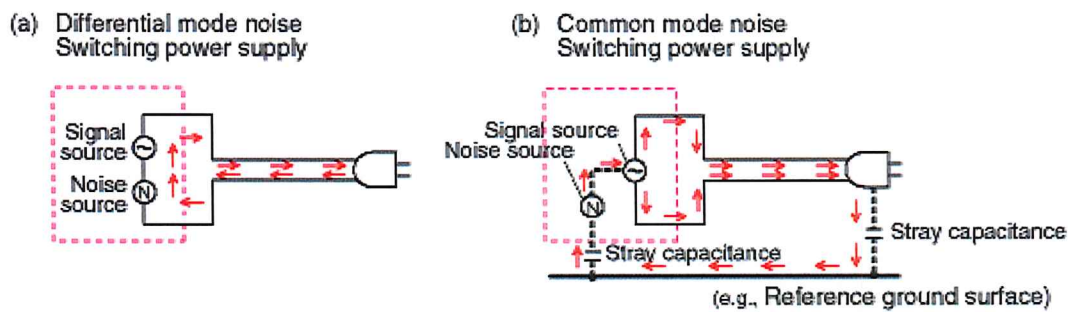 (a) Differential mode noise
Switching power supply
Signal
source
Noise
source
N
(b) Common mode noise
Switching power supply
Signal source
Noise source
N
Stray capacitance
Stray capacitance
(e.g., Reference ground surface)